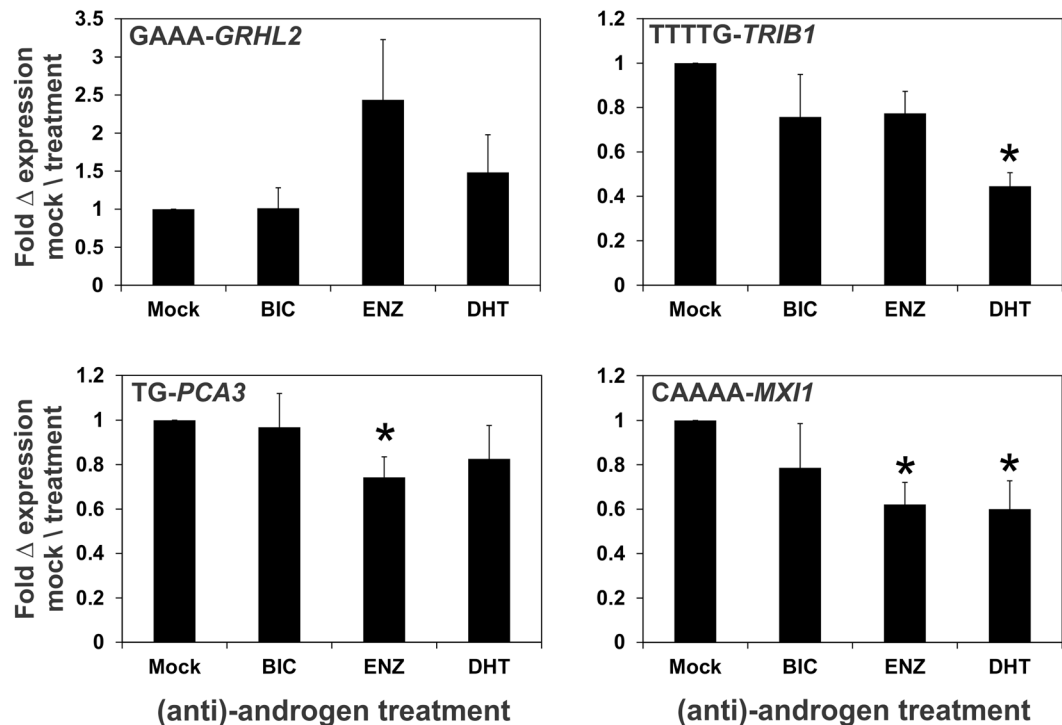 GAAA-GRHL2
Fold Δ expression
mock \ treatment
3.5
3
2.5
2
1.5
1
0.5
0
Mock BIC ENZ DHT
TTTTG-TRIB1
1.2
1
0.8
0.6
0.4
0.2
0
*
Mock BIC ENZ DHT
TG-PCA3
Fold Δ expression
mock \ treatment
1.2
1
0.8
0.6
0.4
0.2
0
*
Mock BIC ENZ DHT
(anti)-androgen treatment
CAAAA-MXI1
1.2
1
0.8
0.6
0.4
0.2
0
* *
Mock BIC ENZ DHT
(anti)-androgen treatment